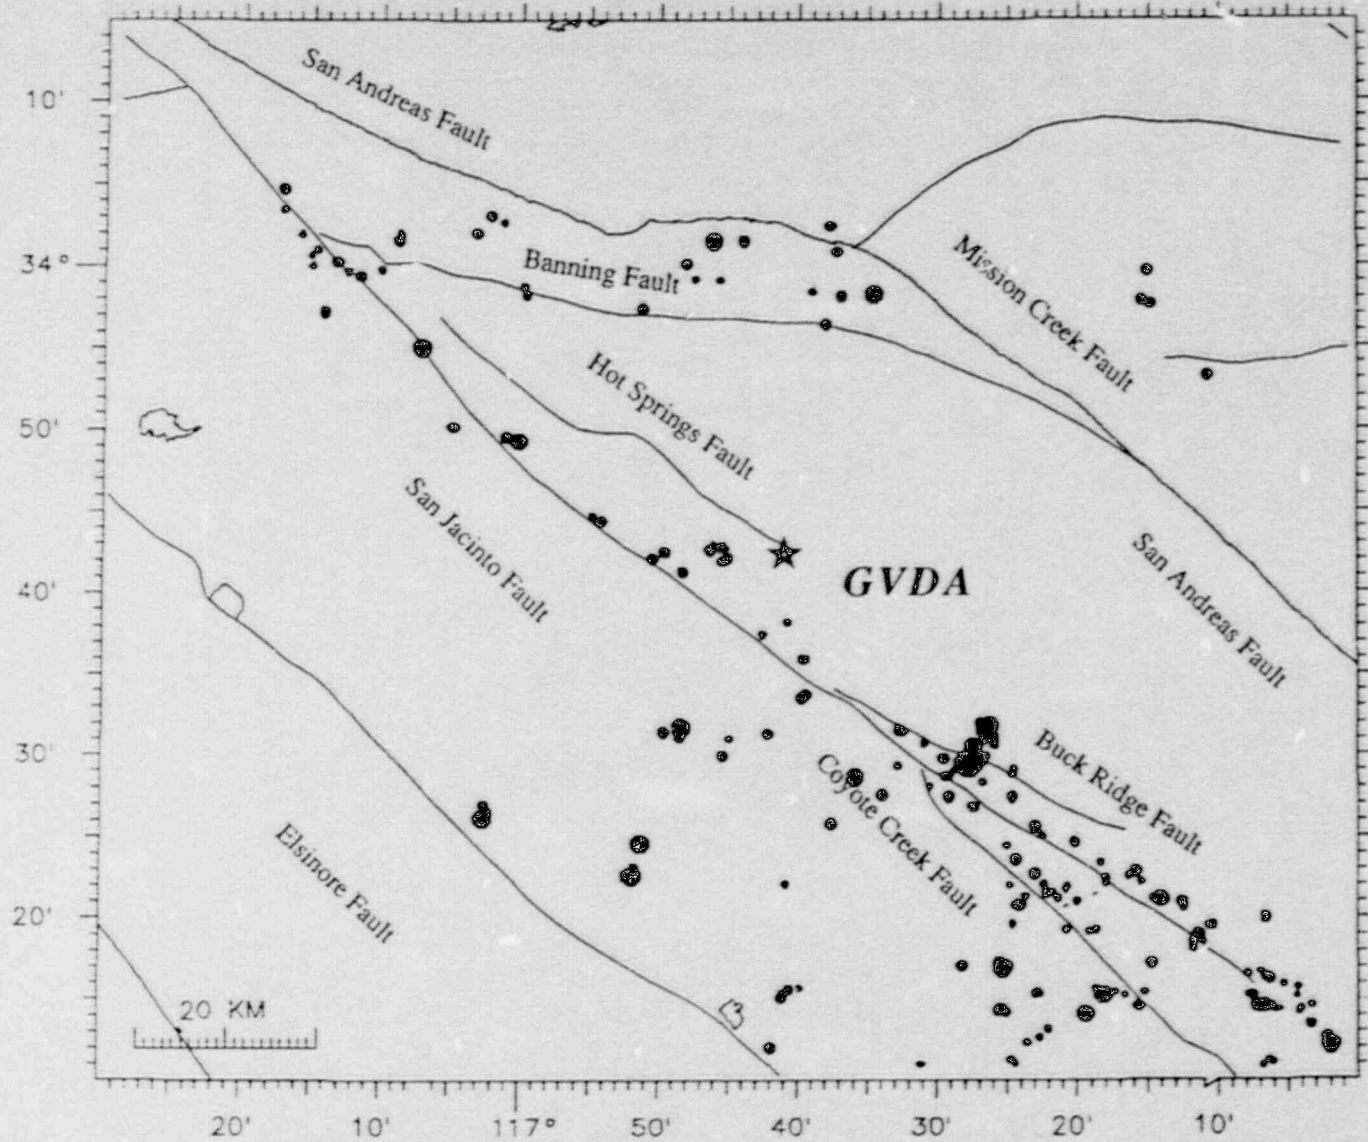 San Andreas Fault
10'
34°
Banning Fault
Mission Creek Fault
Hot Springs Fault
50'
San Jacinto Fault
San Andreas Fault
GVDA
40'
Buck Ridge Fault
30'
Coyote Creek Fault
Elsinore Fault
20'
20 KM
20' 10' 117° 50' 40' 30' 20' 10'